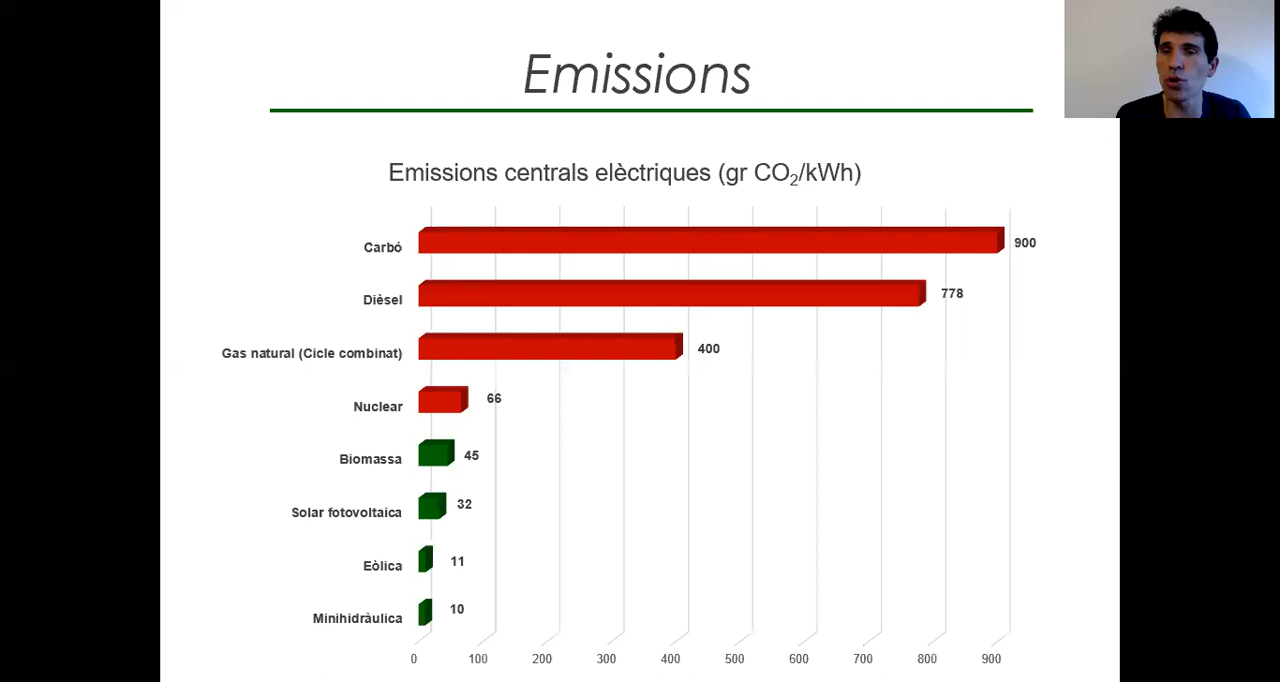 Emissions
Emissions centrals elèctriques (gr CO₂/kWh)
Carbó 900
Dièsel 778
Gas natural (Cicle combinat) 400
Nuclear 66
Biomassa 45
Solar fotovoltaica 32
Eòlica 11
Minihidràulica 10
0 100 200 300 400 500 600 700 800 900